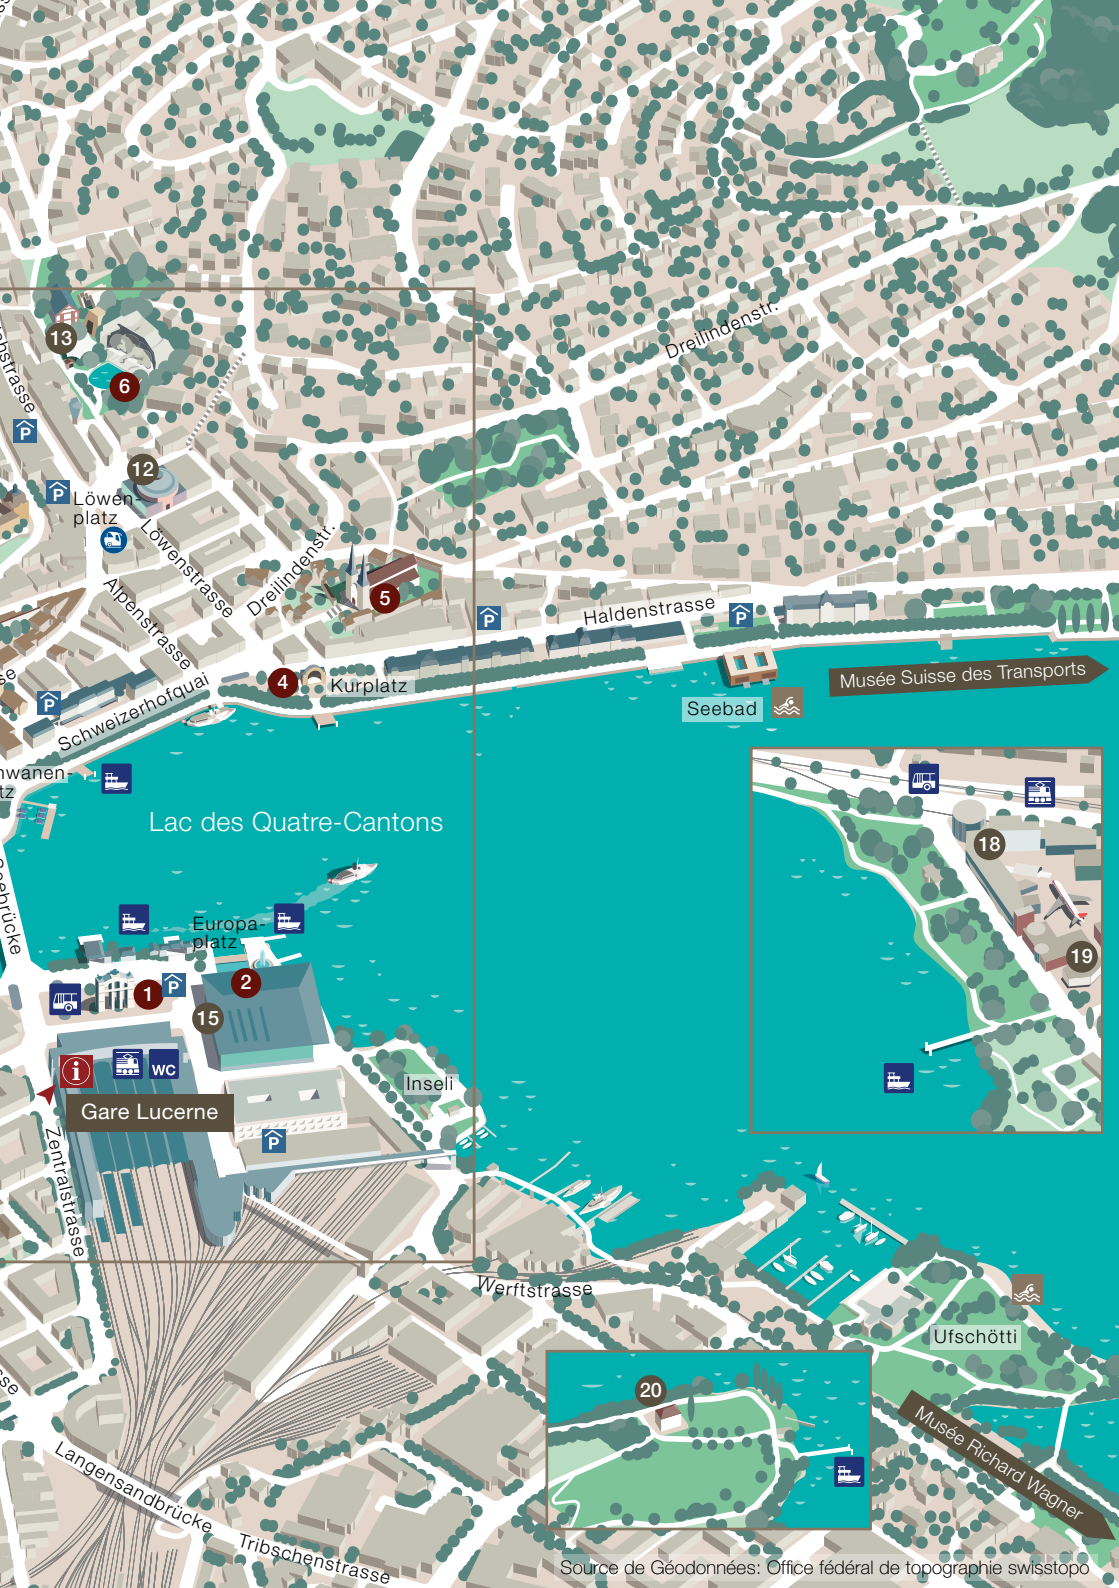 Dreilindenstr.
13
6
P
12
P
Löwen-
platz
Löwenstrasse
Dreilindenstr.
Alpenstrasse
5
P
Haldenstrasse
P
4
Kurplatz
Musée Suisse des Transports
Schweizerhofquai
P
Seebad
Lac des Quatre-Cantons
18
19
Europa-
platz
1
P
2
15
i
WC
Gare Lucerne
Inseli
P
Zentralstrasse
Werftstrasse
Ufschötti
20
Musée Richard Wagner
Langensandbrücke
Tribschenstrasse
Source de Géodonnées: Office fédéral de topographie swisstopo